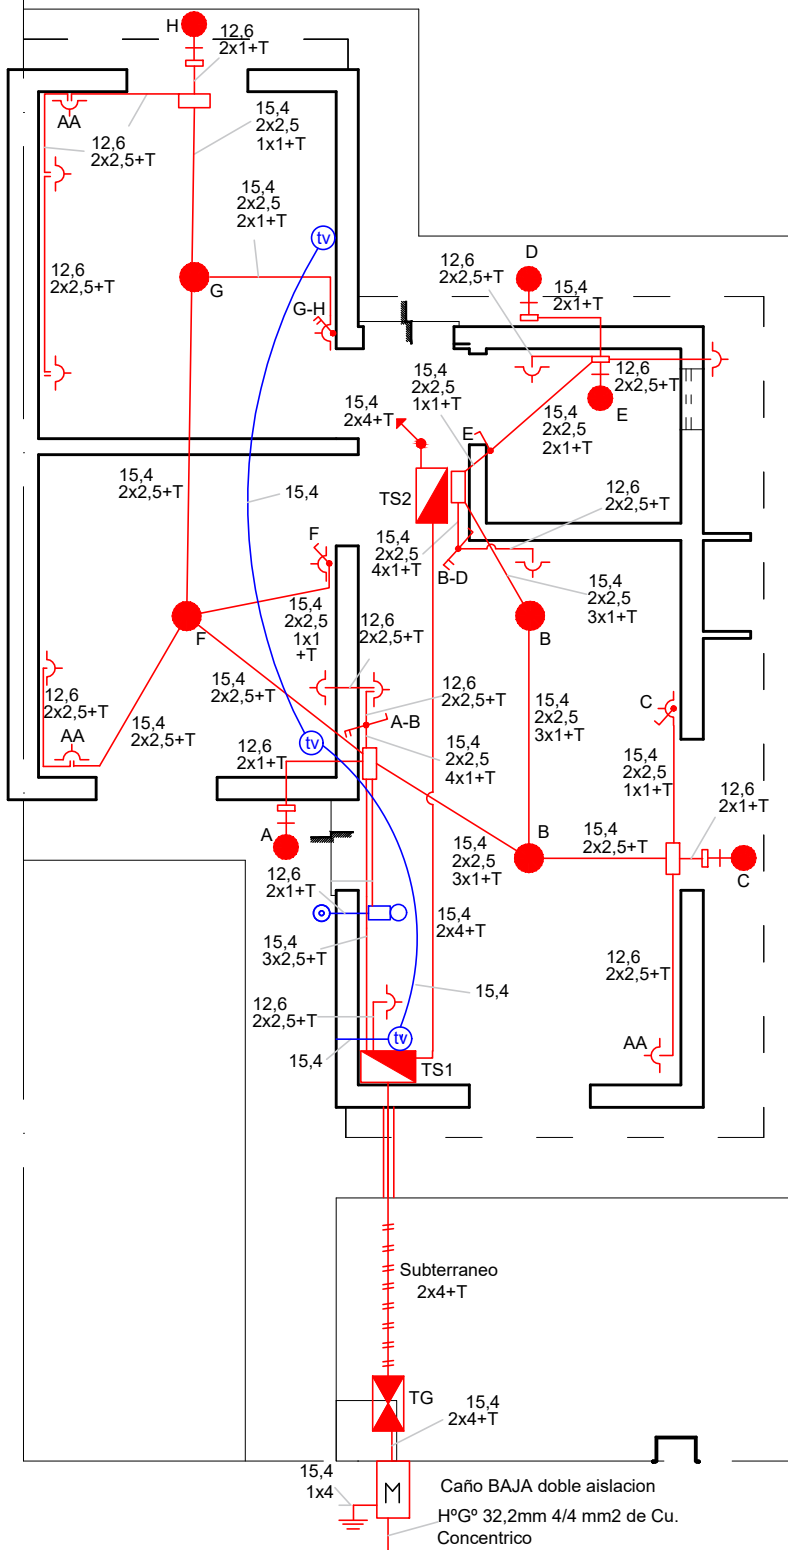 H
12,6
2x1+T
15,4
2x2,5
1x1+T
AA
12,6
2x2,5+T
15,4
2x2,5
2x1+T
tv
12,6
2x2,5+T
G
G-H
D
12,6
2x2,5+T
15,4
2x1+T
15,4
2x2,5
1x1+T
12,6
2x2,5+T
E
15,4
2x4+T
15,4
2x2,5
2x1+T
E
15,4
2x2,5+T
15,4
TS2
12,6
2x2,5+T
F
15,4
2x2,5
4x1+T
B-D
15,4
2x2,5
3x1+T
F
15,4
2x2,5
1x1
+T
12,6
2x2,5+T
B
15,4
2x2,5+T
12,6
2x2,5+T
12,6
2x2,5+T
A-B
15,4
2x2,5
3x1+T
C
AA
15,4
2x2,5+T
tv
12,6
2x1+T
15,4
2x2,5
4x1+T
15,4
2x2,5
1x1+T
12,6
2x1+T
A
15,4
2x2,5
3x1+T
B
15,4
2x2,5+T
C
12,6
2x1+T
15,4
3x2,5+T
15,4
2x4+T
12,6
2x2,5+T
12,6
2x2,5+T
15,4
15,4
tv
AA
TS1
Subterraneo
2x4+T
TG
15,4
2x4+T
15,4
1x4
M
Caño BAJA doble aislacion
HºGº 32,2mm 4/4 mm2 de Cu.
Concentrico